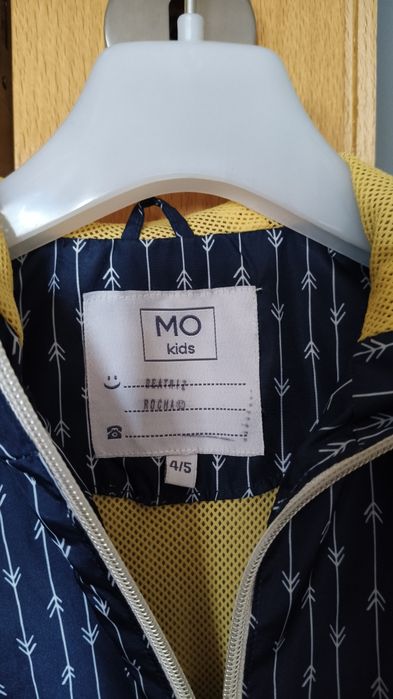 MO
kids
BEATRIZ
ROCHA
4/5